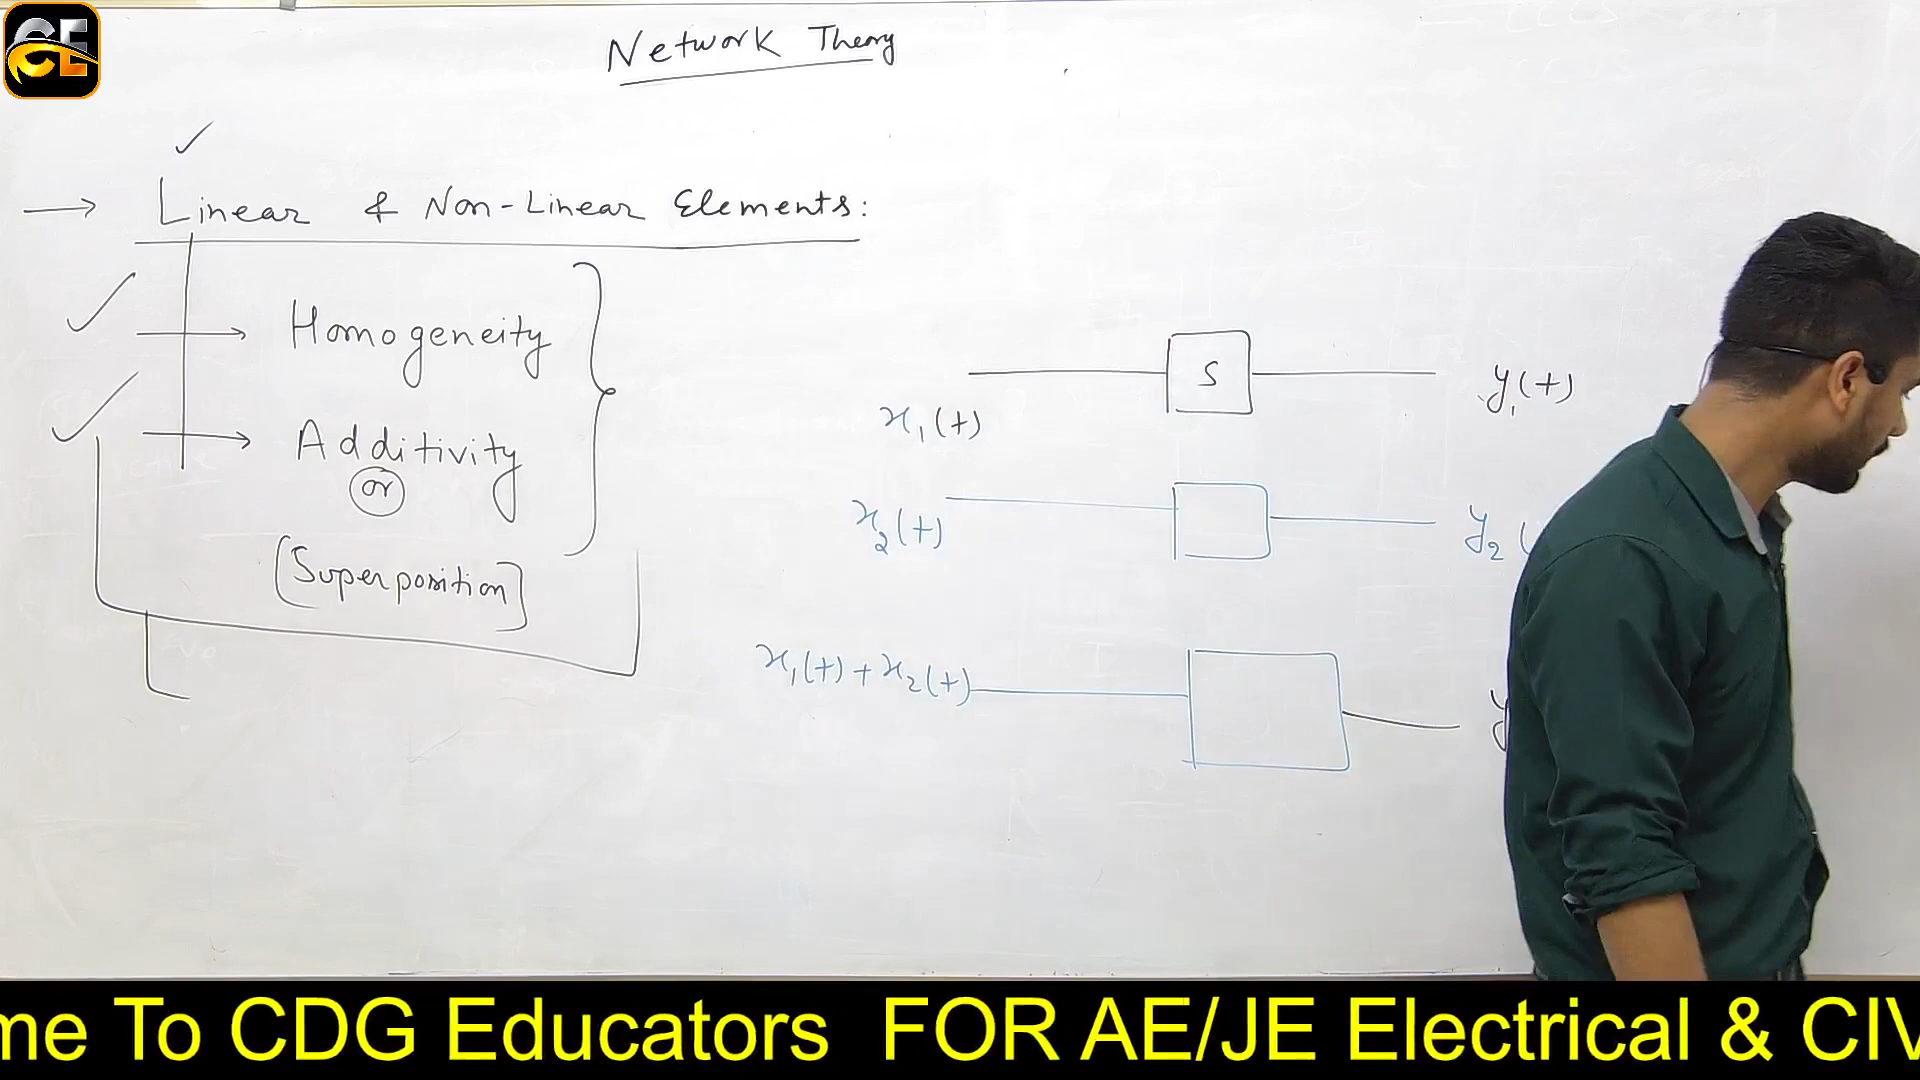 CE
Network Theory
→ Linear & Non-Linear Elements:
→ Homogeneity
→ Additivity
or
[Superposition]
x₁(t)
S
y₁(t)
x₂(t)
y₂(
x₁(t) + x₂(t)
y
me To CDG Educators FOR AE/JE Electrical & CIV